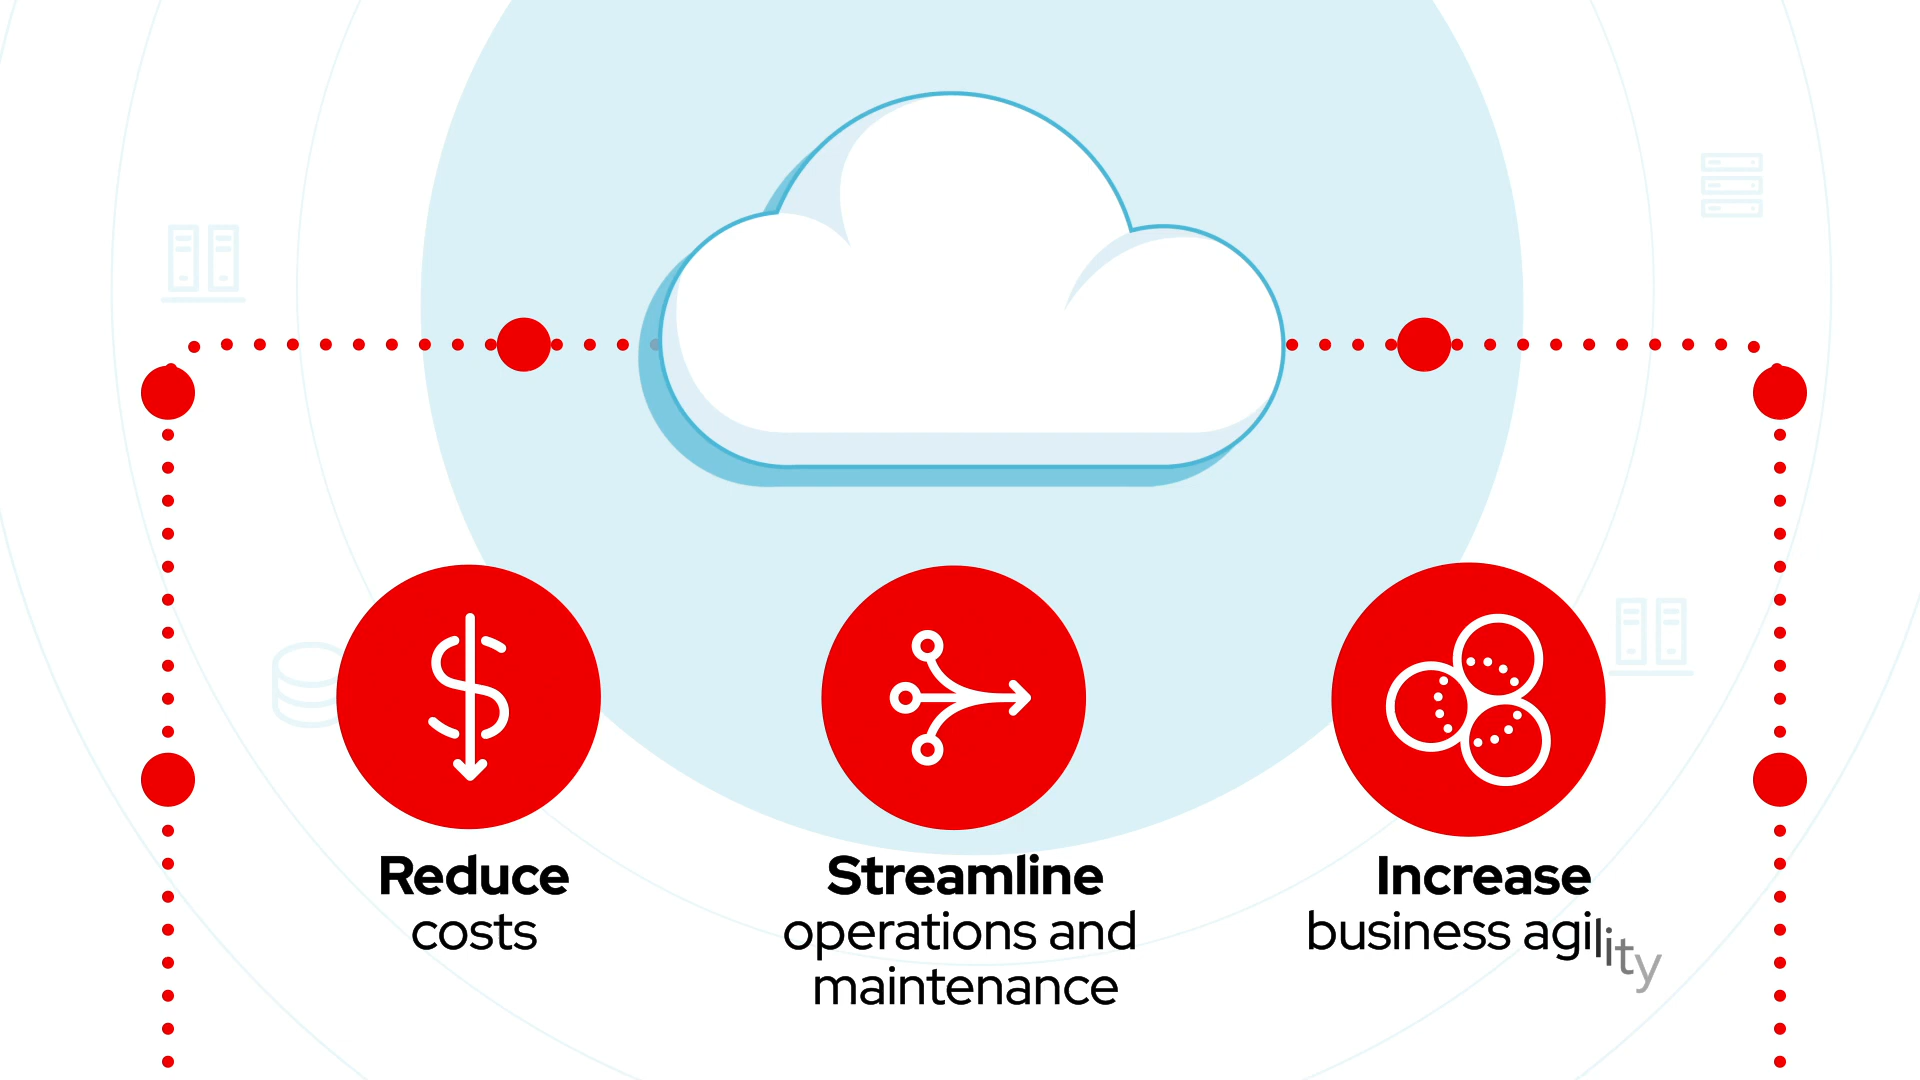 Reduce
costs
Streamline
operations and
maintenance
Increase
business agility